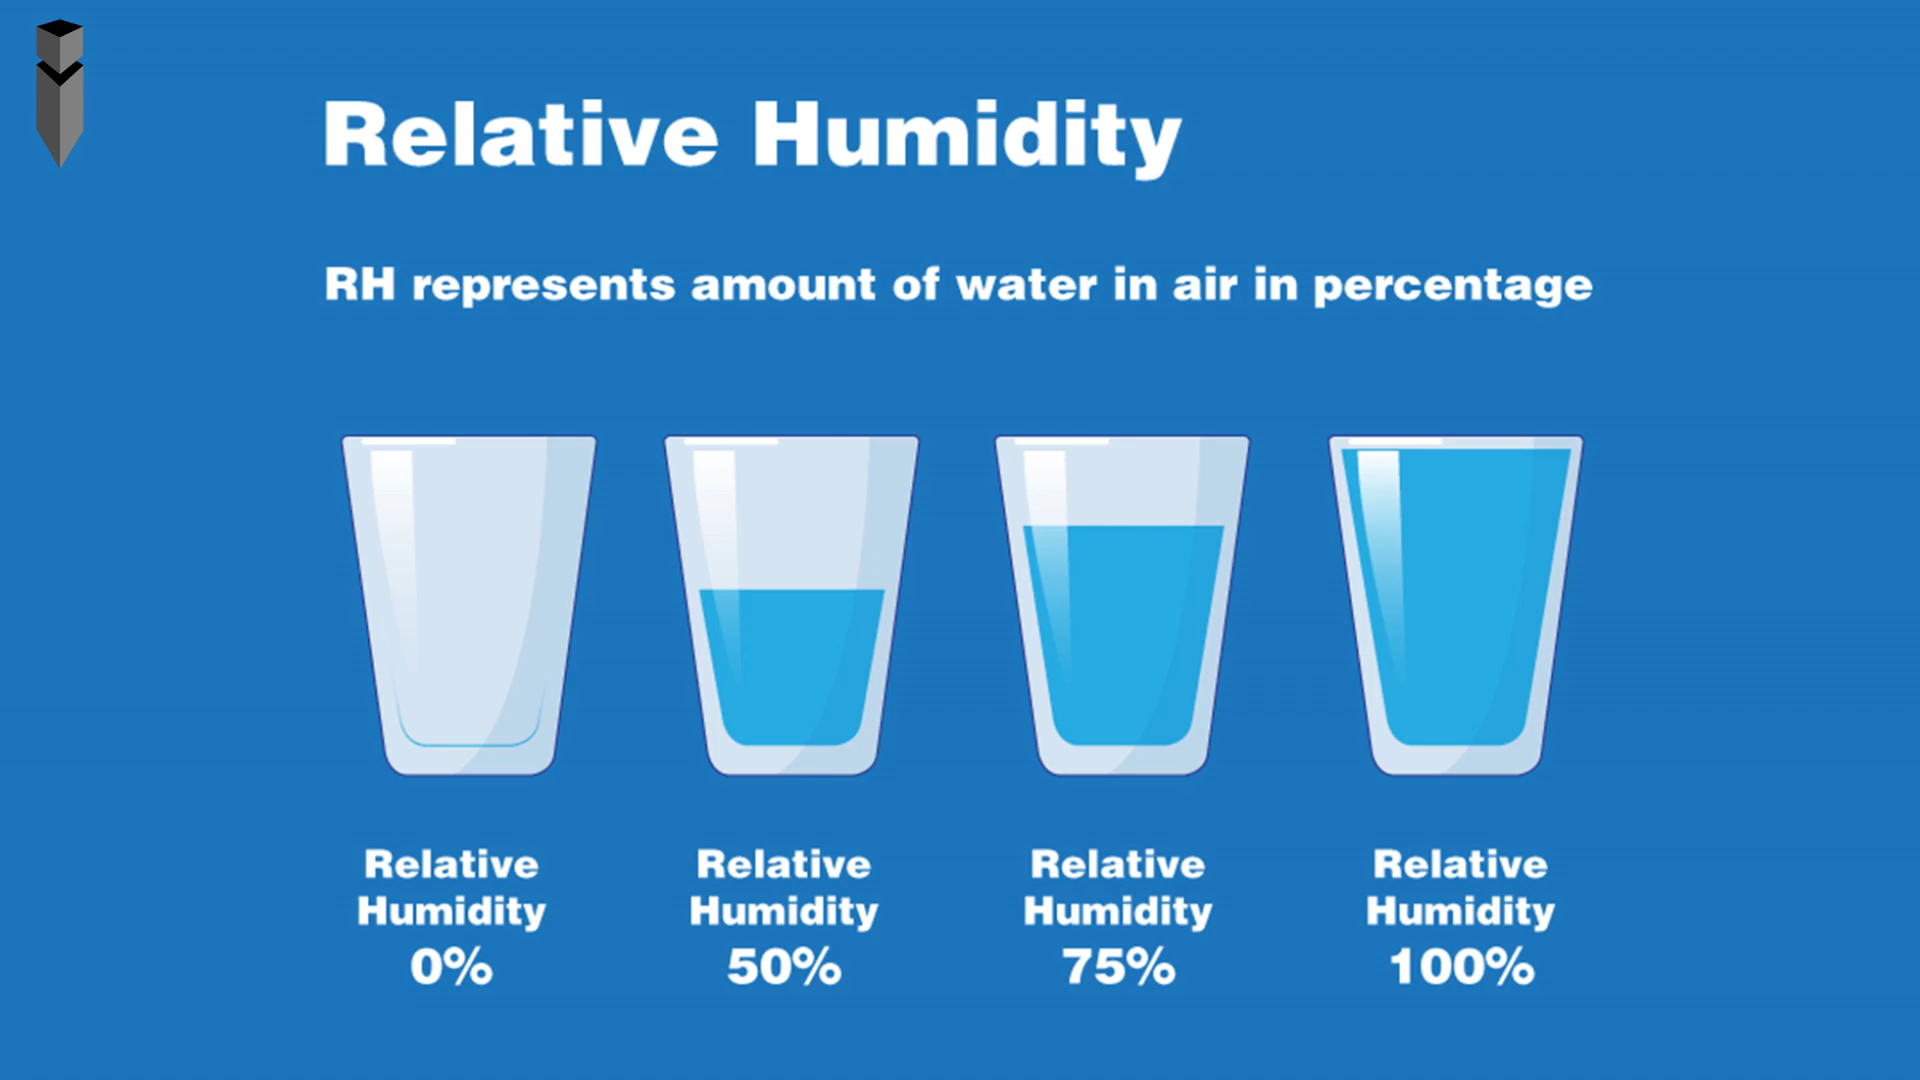 Relative Humidity
RH represents amount of water in air in percentage
Relative
Humidity
0%
Relative
Humidity
50%
Relative
Humidity
75%
Relative
Humidity
100%